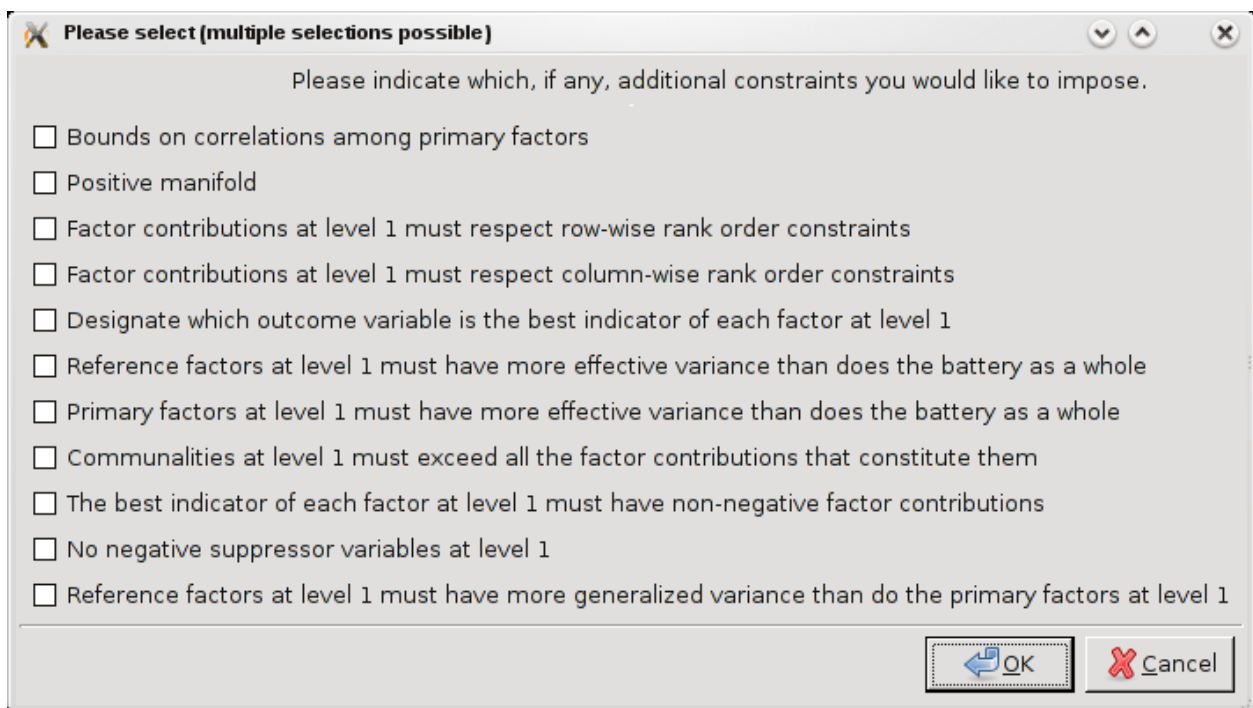 Please select (multiple selections possible)
Please indicate which, if any, additional constraints you would like to impose.
Bounds on correlations among primary factors
Positive manifold
Factor contributions at level 1 must respect row-wise rank order constraints
Factor contributions at level 1 must respect column-wise rank order constraints
Designate which outcome variable is the best indicator of each factor at level 1
Reference factors at level 1 must have more effective variance than does the battery as a whole
Primary factors at level 1 must have more effective variance than does the battery as a whole
Communalities at level 1 must exceed all the factor contributions that constitute them
The best indicator of each factor at level 1 must have non-negative factor contributions
No negative suppressor variables at level 1
Reference factors at level 1 must have more generalized variance than do the primary factors at level 1
OK Cancel